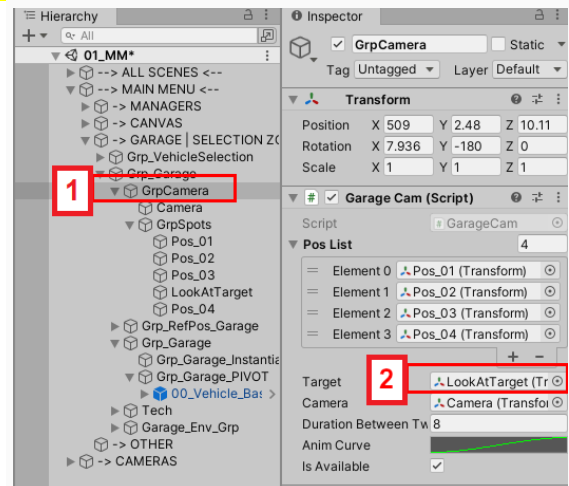 Hierarchy
All
01_MM*
--> ALL SCENES <--
--> MAIN MENU <--
-> MANAGERS
-> CANVAS
-> GARAGE | SELECTION ZO
Grp_VehicleSelection
Grp_Garage
1
GrpCamera
Camera
GrpSpots
Pos_01
Pos_02
Pos_03
LookAtTarget
Pos_04
Grp_RefPos_Garage
Grp_Garage
Grp_Garage_Instantia
Grp_Garage_PIVOT
00_Vehicle_Bas
Tech
Garage_Env_Grp
-> OTHER
-> CAMERAS
Inspector
GrpCamera Static
Tag Untagged Layer Default
Transform
Position X 509 Y 2.48 Z 10.11
Rotation X 7.936 Y -180 Z 0
Scale X 1 Y 1 Z 1
# Garage Cam (Script)
Script # GarageCam
Pos List 4
Element 0 Pos_01 (Transform)
Element 1 Pos_02 (Transform)
Element 2 Pos_03 (Transform)
Element 3 Pos_04 (Transform)
+ -
2
Target LookAtTarget (Tr
Camera Camera (Transfor
Duration Between Tw 8
Anim Curve
Is Available